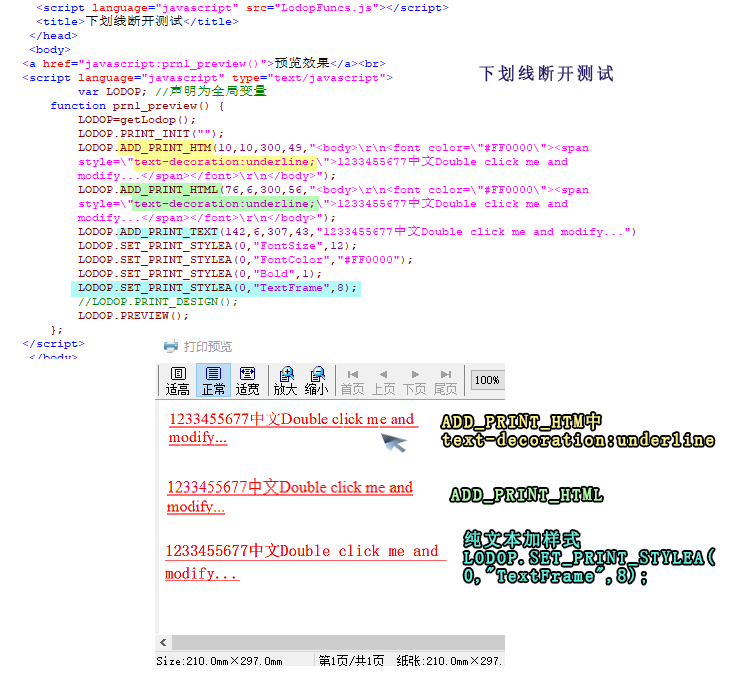 <script language="javascript" src="LodopFuncs.js"></script>
<title>下划线断开测试</title>
</head>
<body>
<a href="javascript:prn1_preview()">预览效果</a><br>
下划线断开测试
<script language="javascript" type="text/javascript">
var LODOP; //声明为全局变量
function prn1_preview() {
LODOP=getLodop();
LODOP.PRINT_INIT("");
LODOP.ADD_PRINT_HTM(10,10,300,49,"<body>\r\n<font color=\"#FF0000\"><span
style=\"text-decoration:underline;\">1233455677中文Double click me and
modify...</span></font>\r\n</body>");
LODOP.ADD_PRINT_HTML(76,6,300,56,"<body>\r\n<font color=\"#FF0000\"><span
style=\"text-decoration:underline;\">1233455677中文Double click me and
modify...</span></font>\r\n</body>");
LODOP.ADD_PRINT_TEXT(142,6,307,43,"1233455677中文Double click me and modify...")
LODOP.SET_PRINT_STYLEA(0,"FontSize",12);
LODOP.SET_PRINT_STYLEA(0,"FontColor","#FF0000");
LODOP.SET_PRINT_STYLEA(0,"Bold",1);
LODOP.SET_PRINT_STYLEA(0,"TextFrame",8);
//LODOP.PRINT_DESIGN();
LODOP.PREVIEW();
};
</script>
</body>
打印预览
适高 正常 适宽 放大 缩小 首页 上页 下页 尾页 100%
1233455677中文Double click me and
modify...
ADD_PRINT_HTM中
text-decoration:underline
1233455677中文Double click me and
modify...
ADD_PRINT_HTML
1233455677中文Double click me and
modify...
纯文本加样式
LODOP.SET_PRINT_STYLEA(
0,"TextFrame",8);
Size:210.0mm×297.0mm 第1页/共1页 纸张:210.0mm×297.